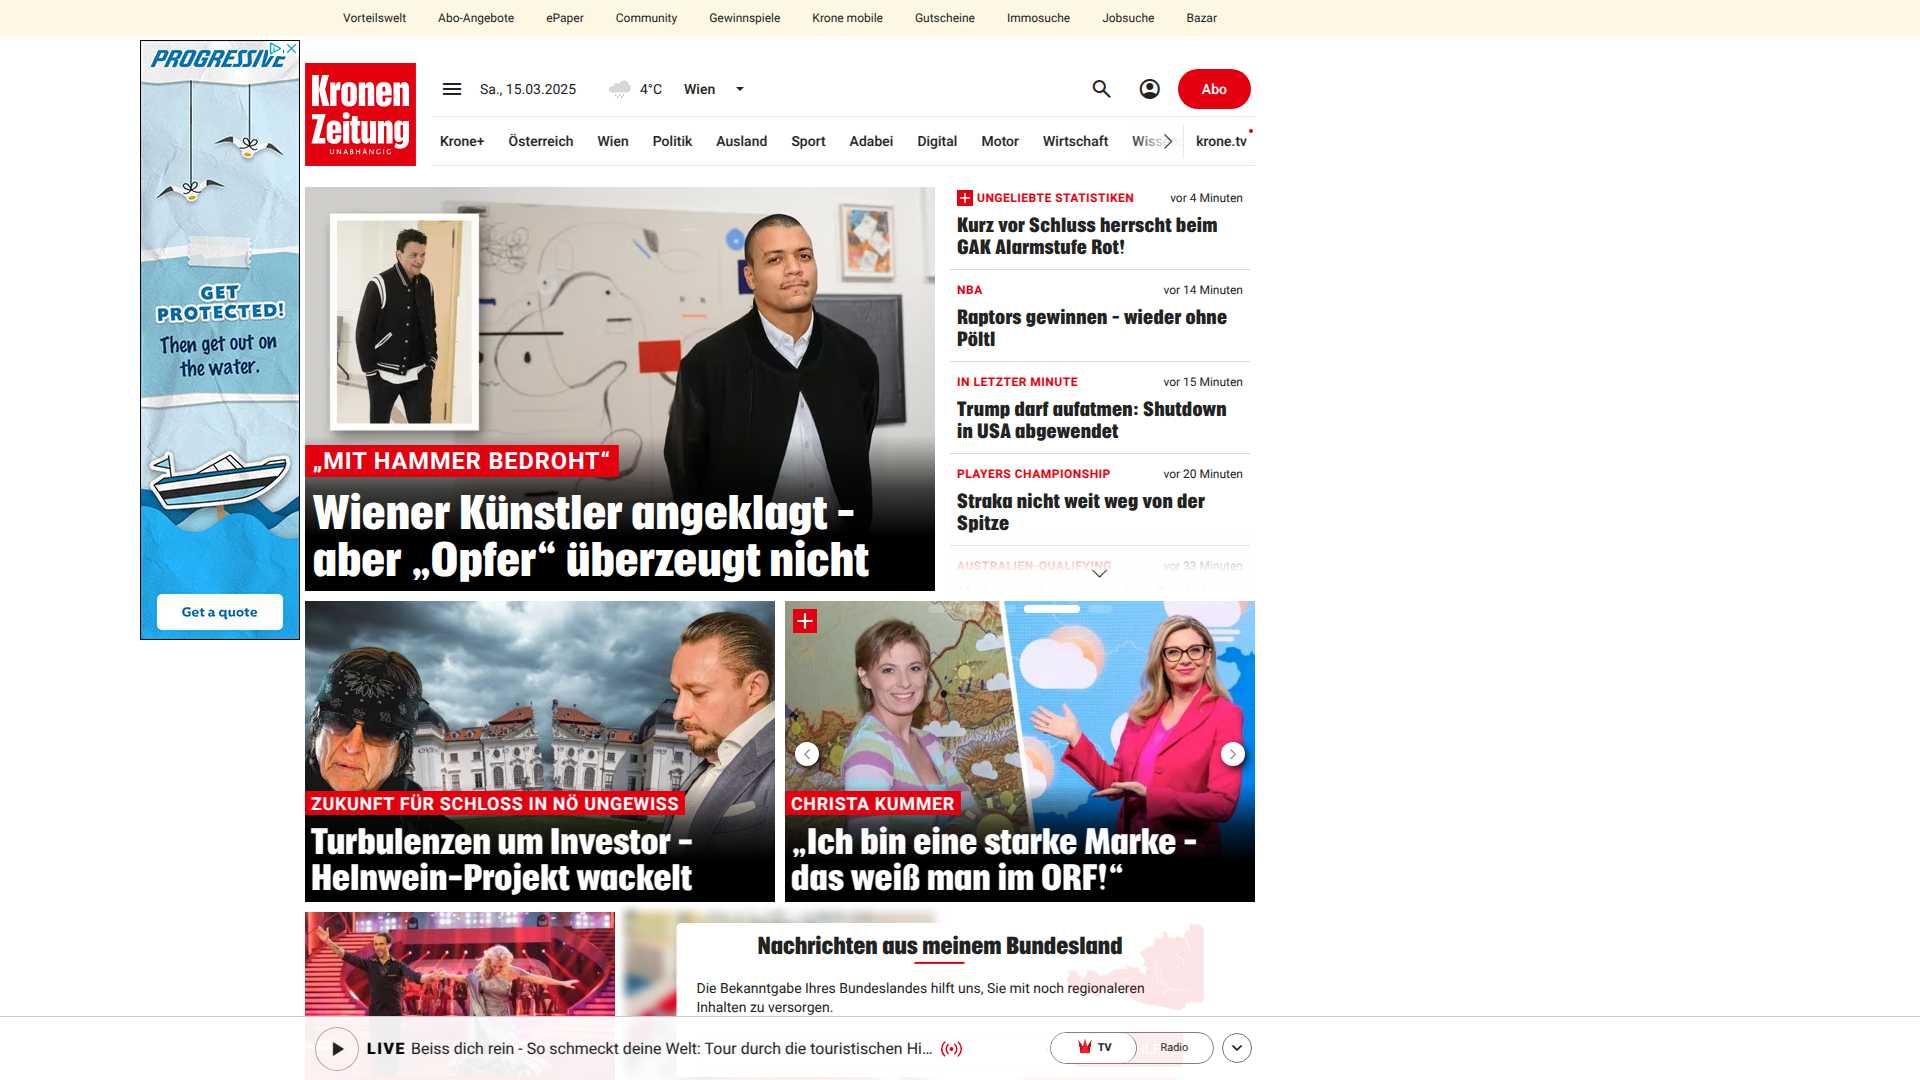 Vorteilswelt Abo-Angebote ePaper Community Gewinnspiele Krone mobile Gutscheine Immosuche Jobsuche Bazar
PROGRESSIVE
GET
PROTECTED!
Then get out on
the water.
Get a quote
Kronen
Zeitung
UNABHÄNGIG
Sa., 15.03.2025 4°C Wien
Abo
Krone+ Österreich Wien Politik Ausland Sport Adabei Digital Motor Wirtschaft krone.tv
„MIT HAMMER BEDROHT“
Wiener Künstler angeklagt –
aber „Opfer“ überzeugt nicht
UNGELIEBTE STATISTIKEN vor 4 Minuten
Kurz vor Schluss herrscht beim
GAK Alarmstufe Rot!
NBA vor 14 Minuten
Raptors gewinnen – wieder ohne
Pöltl
IN LETZTER MINUTE vor 15 Minuten
Trump darf aufatmen: Shutdown
in USA abgewendet
PLAYERS CHAMPIONSHIP vor 20 Minuten
Straka nicht weit weg von der
Spitze
AUSTRALIEN-QUALIFYING vor 33 Minuten
ZUKUNFT FÜR SCHLOSS IN NÖ UNGEWISS
Turbulenzen um Investor –
Helnwein-Projekt wackelt
CHRISTA KUMMER
„Ich bin eine starke Marke –
das weiß man im ORF!“
Nachrichten aus meinem Bundesland
Die Bekanntgabe Ihres Bundeslandes hilft uns, Sie mit noch regionaleren
Inhalten zu versorgen.
LIVE Beiss dich rein - So schmeckt deine Welt: Tour durch die touristischen Hi...
TV Radio